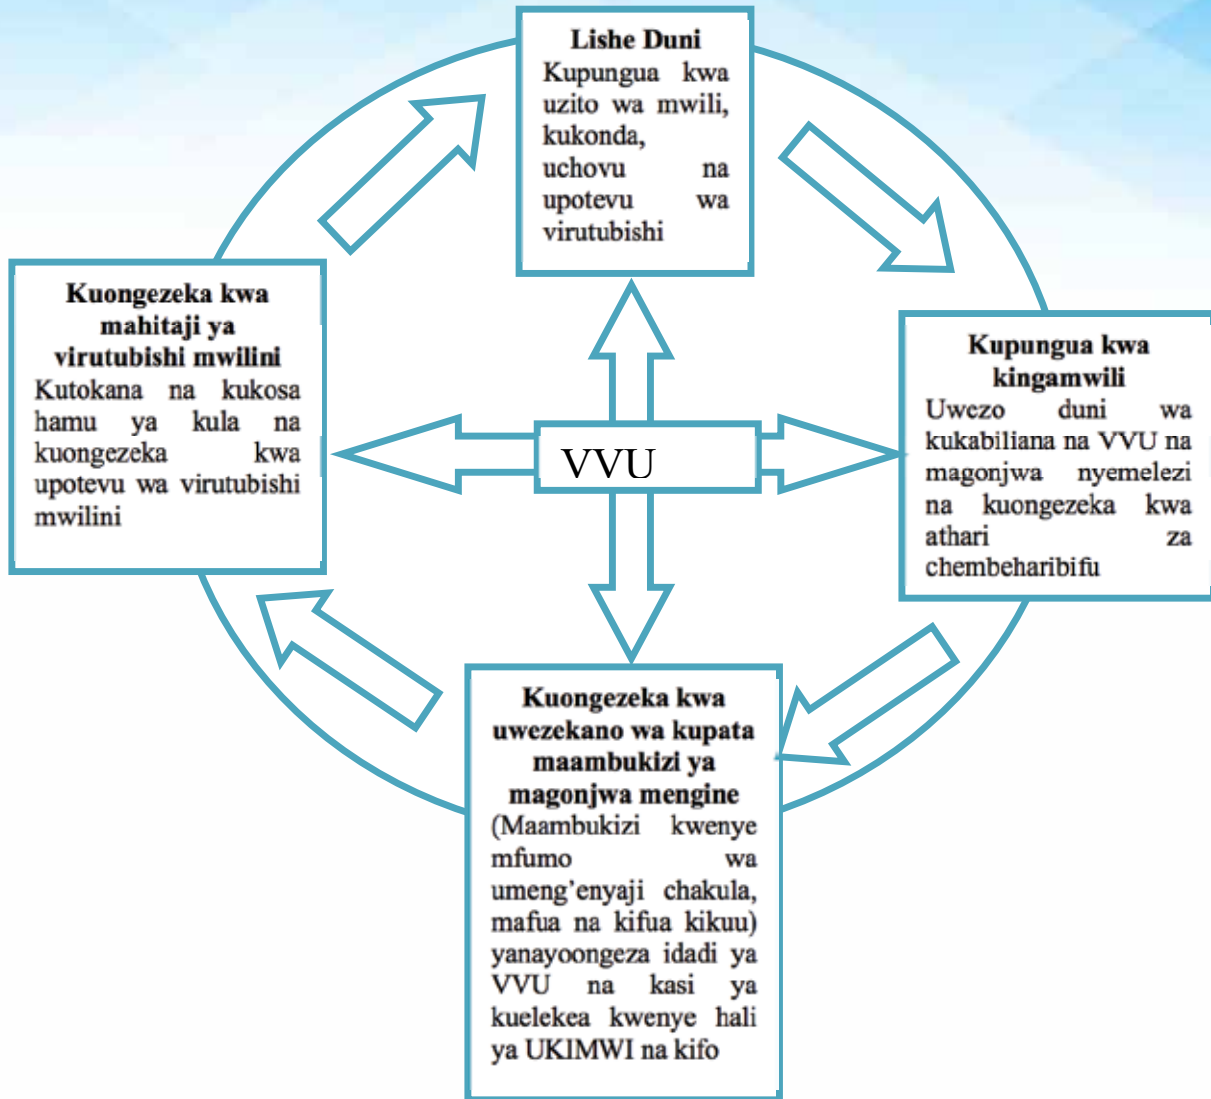 Lishe Duni
Kupungua kwa
uzito wa mwili,
kukonda,
uchovu na
upotevu wa
virutubishi
Kuongezeka kwa
mahitaji ya
virutubishi mwilini
Kutokana na kukosa
hamu ya kula na
kuongezeka kwa
upotevu wa virutubishi
mwilini
VVU
Kupungua kwa
kingamwili
Uwezo duni wa
kukabiliana na VVU na
magonjwa nyemelezi
na kuongezeka kwa
athari za
chembeharibifu
Kuongezeka kwa
uwezekano wa kupata
maambukizi ya
magonjwa mengine
(Maambukizi kwenye
mfumo wa
umeng'enyaji chakula,
mafua na kifua kikuu)
yanayoongeza idadi ya
VVU na kasi ya
kuelekea kwenye hali
ya UKIMWI na kifo